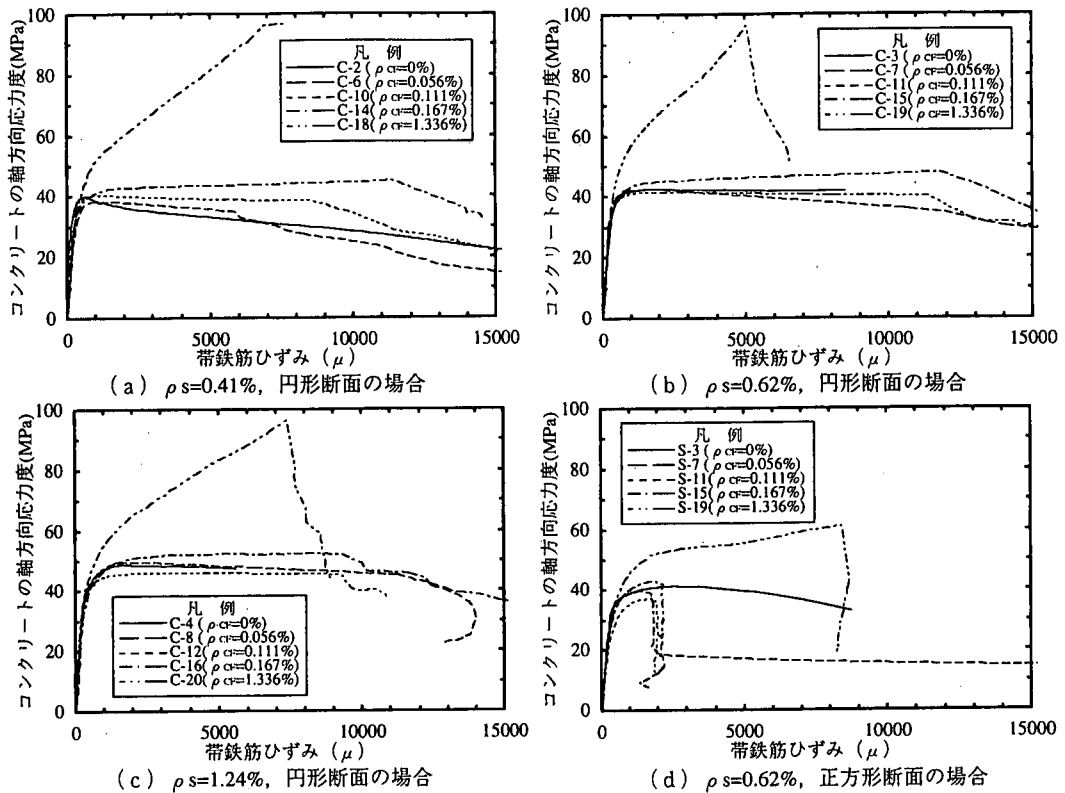 コンクリートの軸方向応力度(MPa)
100
80
60
40
20
0
凡 例
C-2 (ρCF=0%)
C-6 (ρCF=0.056%)
C-10(ρCF=0.111%)
C-14(ρCF=0.167%)
C-18(ρCF=1.336%)
0 5000 10000 15000
帯鉄筋ひずみ (μ)
(a) ρs=0.41%, 円形断面の場合
コンクリートの軸方向応力度(MPa)
100
80
60
40
20
0
凡 例
C-3 (ρCF=0%)
C-7 (ρCF=0.056%)
C-11(ρCF=0.111%)
C-15(ρCF=0.167%)
C-19(ρCF=1.336%)
0 5000 10000 15000
帯鉄筋ひずみ (μ)
(b) ρs=0.62%, 円形断面の場合
コンクリートの軸方向応力度(MPa)
100
80
60
40
20
0
凡 例
C-4 (ρCF=0%)
C-8 (ρCF=0.056%)
C-12(ρCF=0.111%)
C-16(ρCF=0.167%)
C-20(ρCF=1.336%)
0 5000 10000 15000
帯鉄筋ひずみ (μ)
(c) ρs=1.24%, 円形断面の場合
コンクリートの軸方向応力度(MPa)
100
80
60
40
20
0
凡 例
S-3 (ρCF=0%)
S-7 (ρCF=0.056%)
S-11(ρCF=0.111%)
S-15(ρCF=0.167%)
S-19(ρCF=1.336%)
0 5000 10000 15000
帯鉄筋ひずみ (μ)
(d) ρs=0.62%, 正方形断面の場合